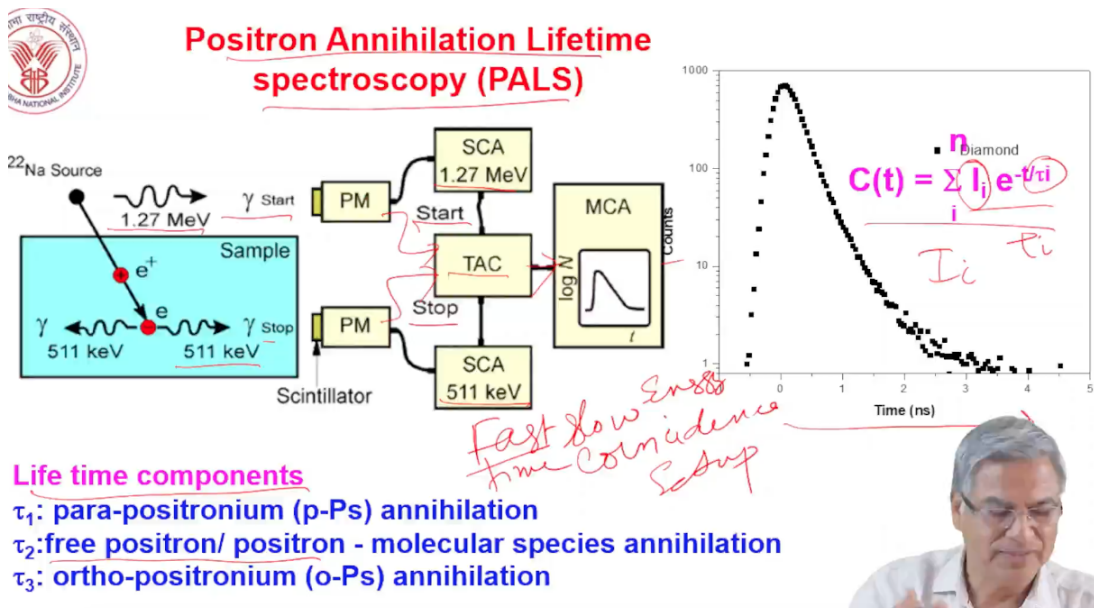 Positron Annihilation Lifetime
spectroscopy (PALS)
NATIONAL INSTITUTE
²²Na Source
1.27 MeV
γ Start
Sample
e⁺
e
γ
γ Stop
511 keV
511 keV
PM
PM
Scintillator
SCA
1.27 MeV
Start
TAC
Stop
SCA
511 keV
MCA
log N
t
Counts
1000
100
10
1
0
1
2
3
4
5
Time (ns)
Diamond
n
C(t) = Σ Iᵢ e^-t/τi
i
Iᵢ
τᵢ
Fast slow Energy
time coincidence
Setup
Life time components
τ₁: para-positronium (p-Ps) annihilation
τ₂:free positron/ positron - molecular species annihilation
τ₃: ortho-positronium (o-Ps) annihilation